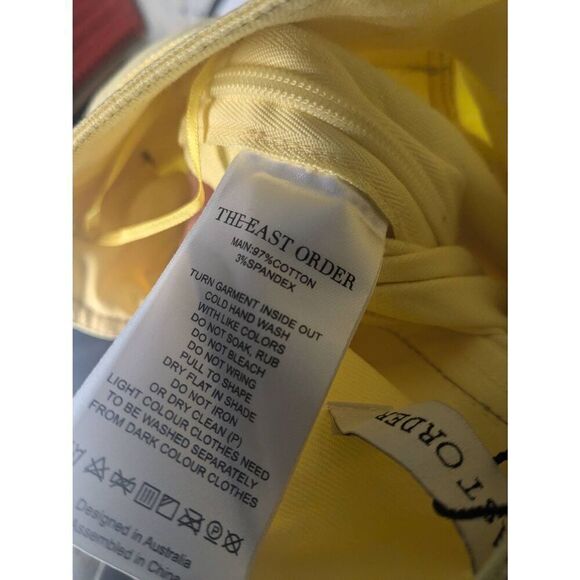 THE EAST ORDER
MAIN:97%COTTON
3%SPANDEX
TURN GARMENT INSIDE OUT
COLD HAND WASH
WITH LIKE COLORS
DO NOT SOAK, RUB
DO NOT BLEACH
DO NOT WRING
PULL TO SHAPE
DRY FLAT IN SHADE
DO NOT IRON
OR DRY CLEAN (P)
LIGHT COLOUR CLOTHES NEED
TO BE WASHED SEPARATELY
FROM DARK COLOUR CLOTHES
Designed in Australia
Assembled in China
AST ORDER